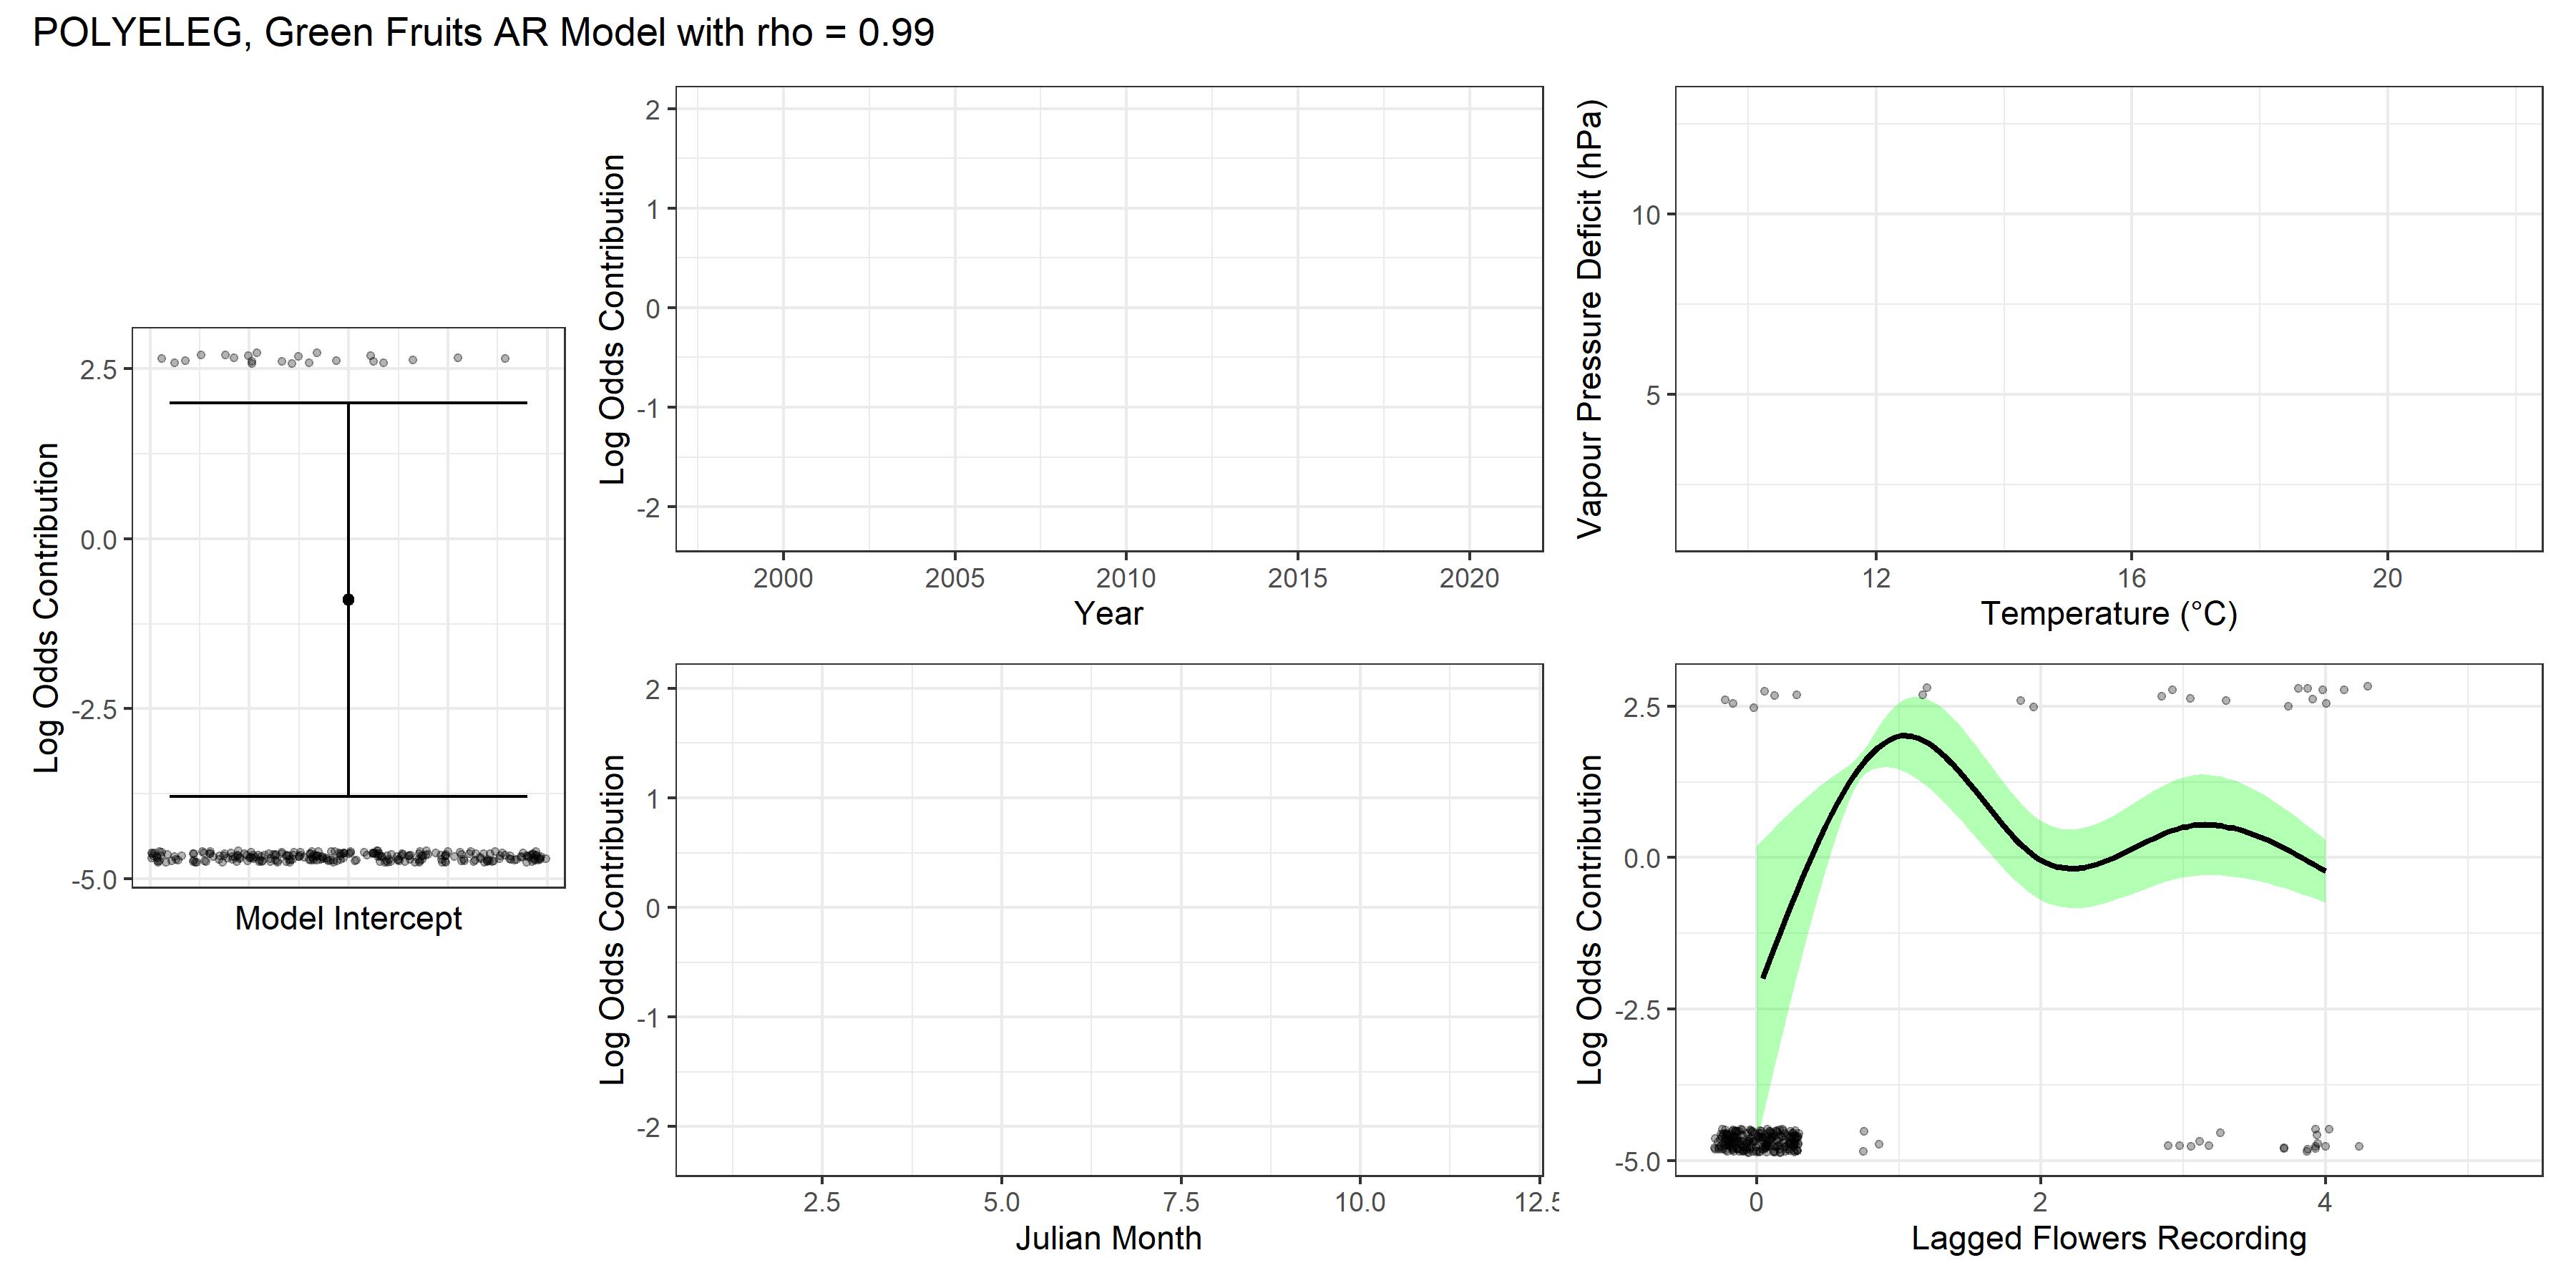 POLYELEG, Green Fruits AR Model with rho = 0.99
Log Odds Contribution
2.5
0.0
-2.5
-5.0
Model Intercept
Log Odds Contribution
2
1
0
-1
-2
2000 2005 2010 2015 2020
Year
Vapour Pressure Deficit (hPa)
10
5
12 16 20
Temperature (°C)
Log Odds Contribution
2
1
0
-1
-2
2.5 5.0 7.5 10.0 12.5
Julian Month
Log Odds Contribution
2.5
0.0
-2.5
-5.0
0 2 4
Lagged Flowers Recording